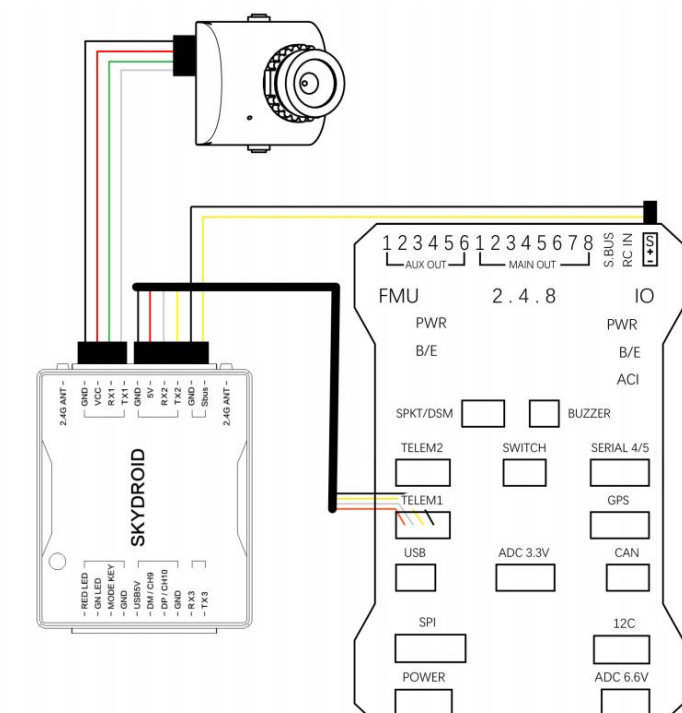 1 2 3 4 5 6 1 2 3 4 5 6 7 8
AUX OUT
MAIN OUT
S.BUS
RC IN
S
+
-
FMU
2.4.8
IO
PWR
PWR
B/E
B/E
ACI
SPKT/DSM
BUZZER
TELEM2
SWITCH
SERIAL 4/5
TELEM1
GPS
USB
ADC 3.3V
CAN
SPI
12C
POWER
ADC 6.6V
2.4G ANT -
GND -
VCC -
RX1 -
TX1 -
GND -
5V -
RX2 -
TX2 -
GND -
Sbus -
2.4G ANT -
SKYDROID
- RED LED
- GN LED
- MODE KEY
- GND
- USB5V
- DM / CH9
- DP / CH10
- GND
- RX3
- TX3